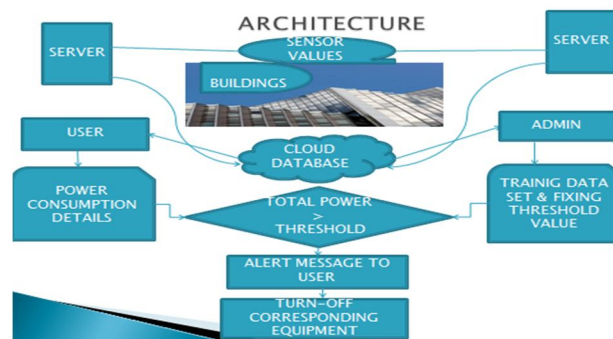 ARCHITECTURE
SERVER
SENSOR
VALUES
SERVER
BUILDINGS
USER
CLOUD
DATABASE
ADMIN
POWER
CONSUMPTION
DETAILS
TOTAL POWER
>
THRESHOLD
TRAINIG DATA
SET & FIXING
THRESHOLD
VALUE
ALERT MESSAGE TO
USER
TURN-OFF
CORRESPONDING
EQUIPMENT